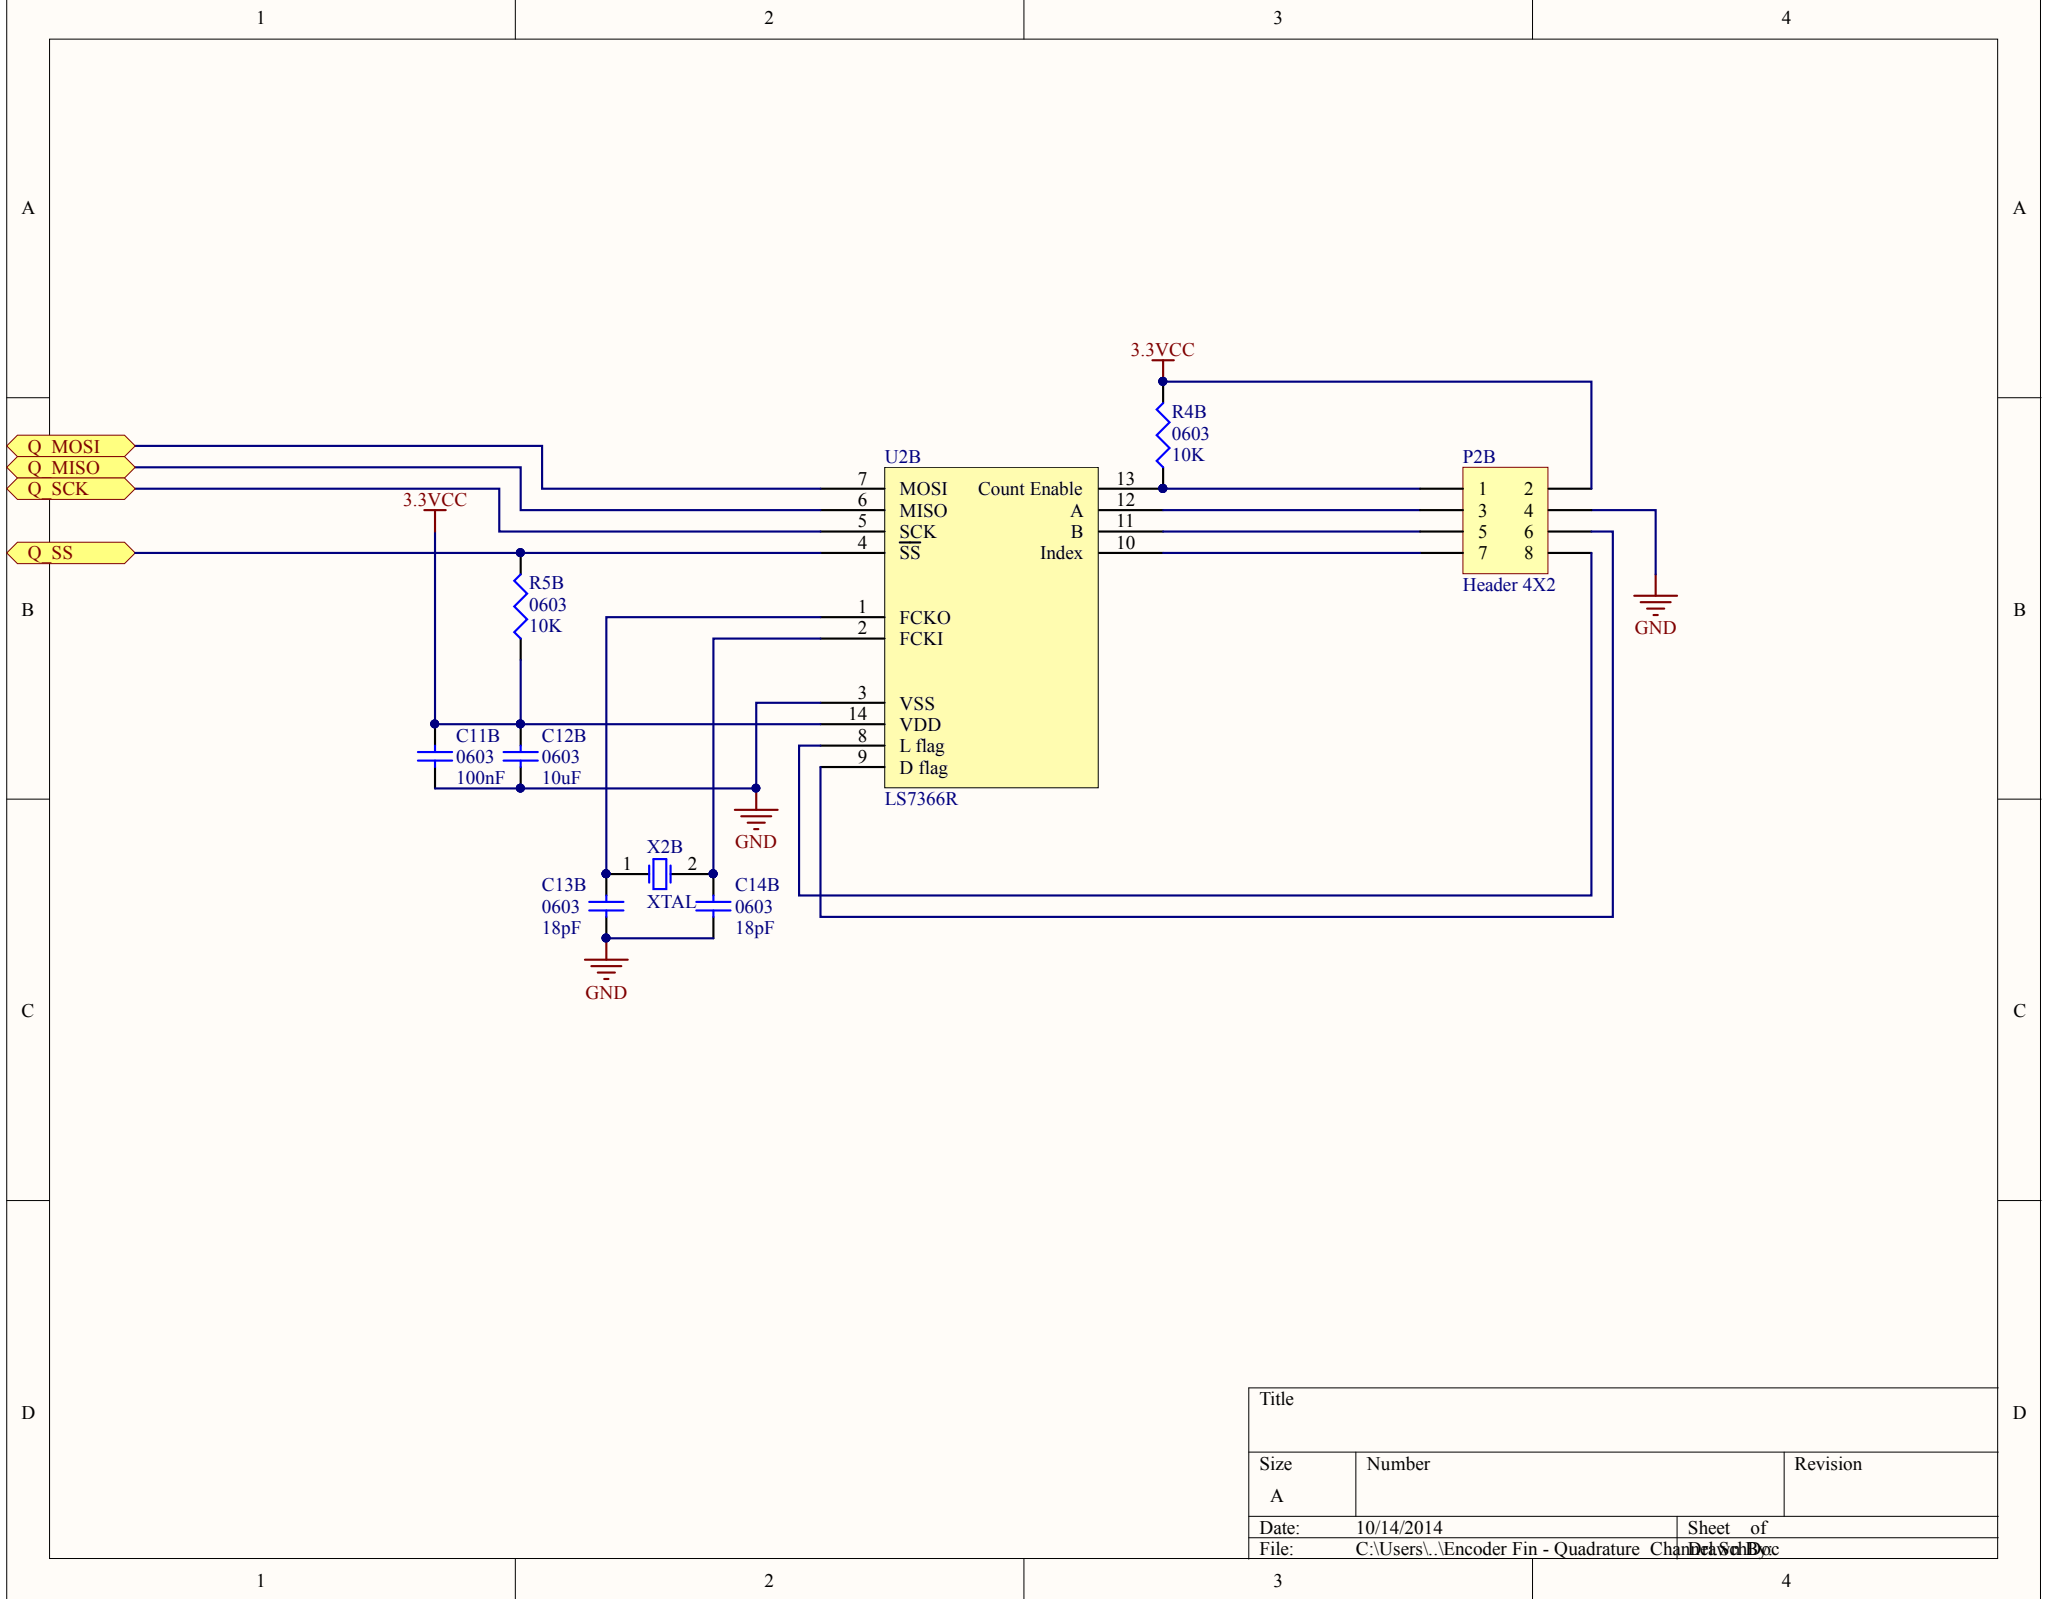 1 2 3 4
A A
3.3VCC
R4B
0603
10K
Q_MOSI
Q_MISO
Q_SCK
3.3VCC
Q_SS
R5B
0603
10K
U2B
7 MOSI Count Enable 13
6 MISO A 12
5 SCK B 11
4 SS Index 10
1 FCKO
2 FCKI
3 VSS
14 VDD
8 L flag
9 D flag
LS7366R
P2B
1 2
3 4
5 6
7 8
Header 4X2
GND
B B
C11B
0603
100nF
C12B
0603
10uF
GND
X2B
1 2
XTAL
C13B
0603
18pF
C14B
0603
18pF
GND
C C
D D
Title
Size
A
Number
Revision
Date: 10/14/2014
Sheet of
File: C:\Users\..\Encoder Fin - Quadrature Channel.SchDoc
Drawn By:
1 2 3 4